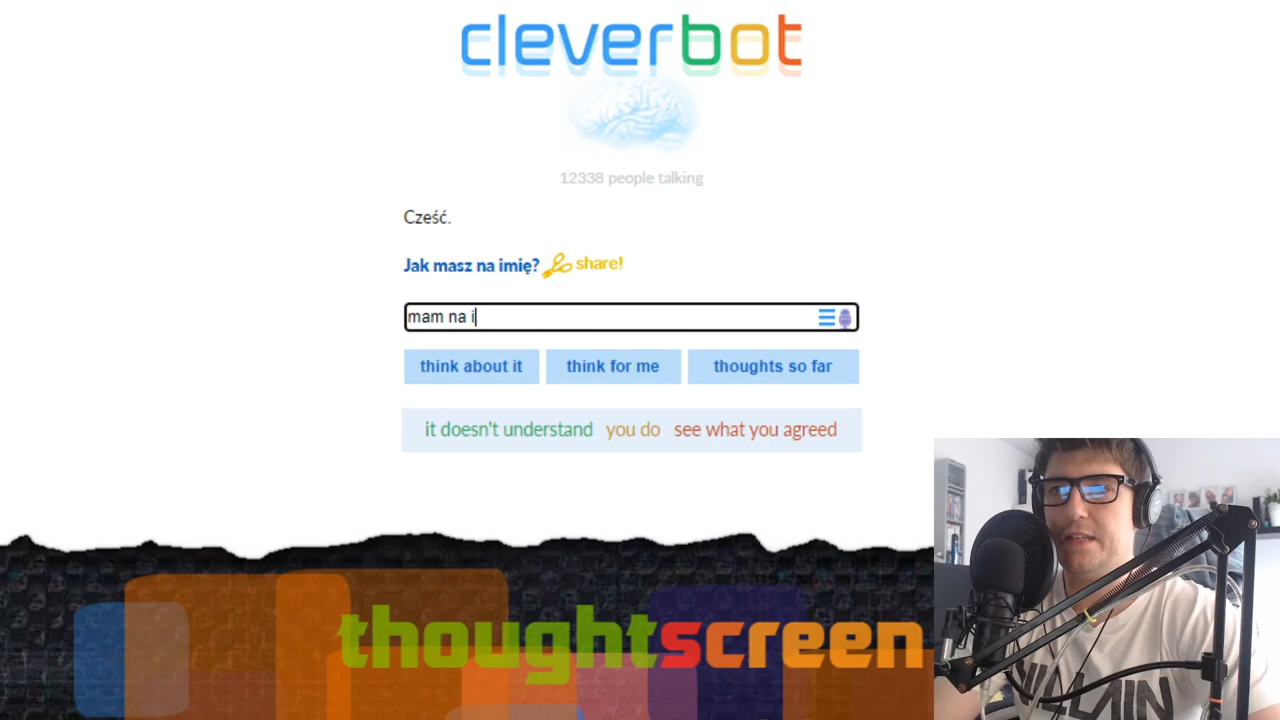 cleverbot
12338 people talking
Cześć.
Jak masz na imię? share!
mam na i
think about it think for me thoughts so far
it doesn't understand you do see what you agreed
thoughtscreen